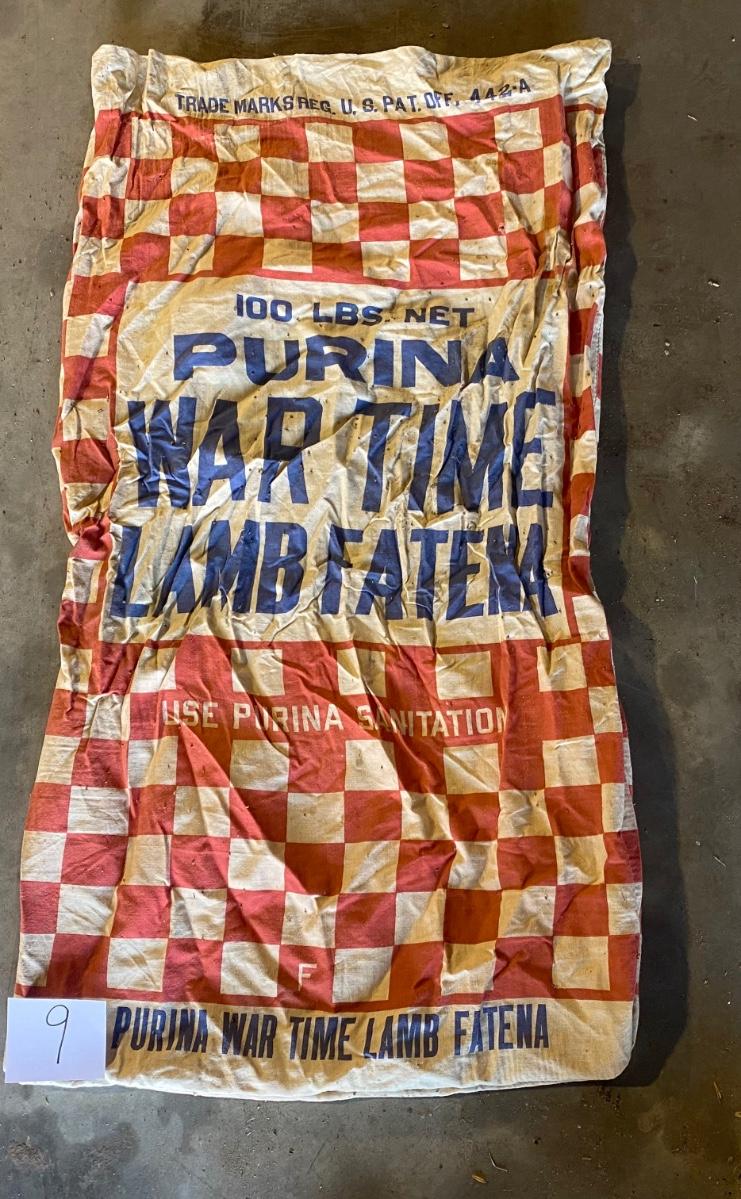 TRADE MARKS REG. U. S. PAT. OFF. 442-A
100 LBS. NET
PURINA
WAR TIME
LAMB FATENA
USE PURINA SANITATION
F
9
PURINA WAR TIME LAMB FATENA